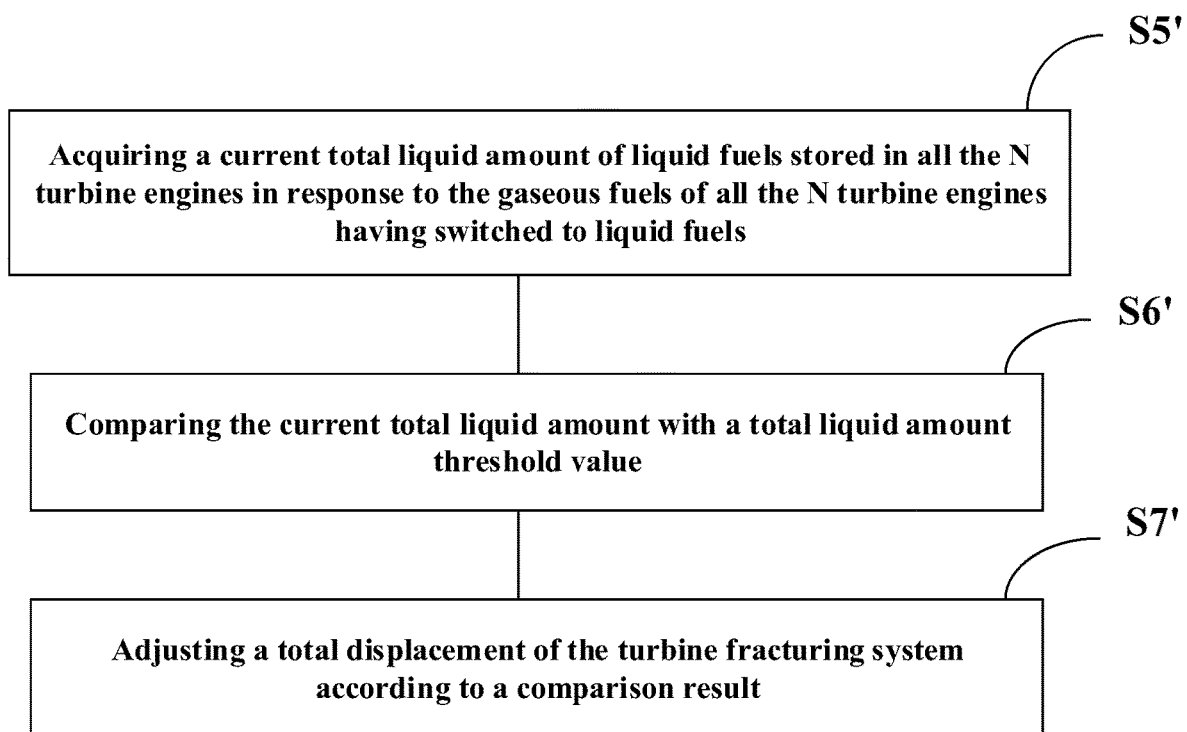 S5'
Acquiring a current total liquid amount of liquid fuels stored in all the N
turbine engines in response to the gaseous fuels of all the N turbine engines
having switched to liquid fuels
S6'
Comparing the current total liquid amount with a total liquid amount
threshold value
S7'
Adjusting a total displacement of the turbine fracturing system
according to a comparison result